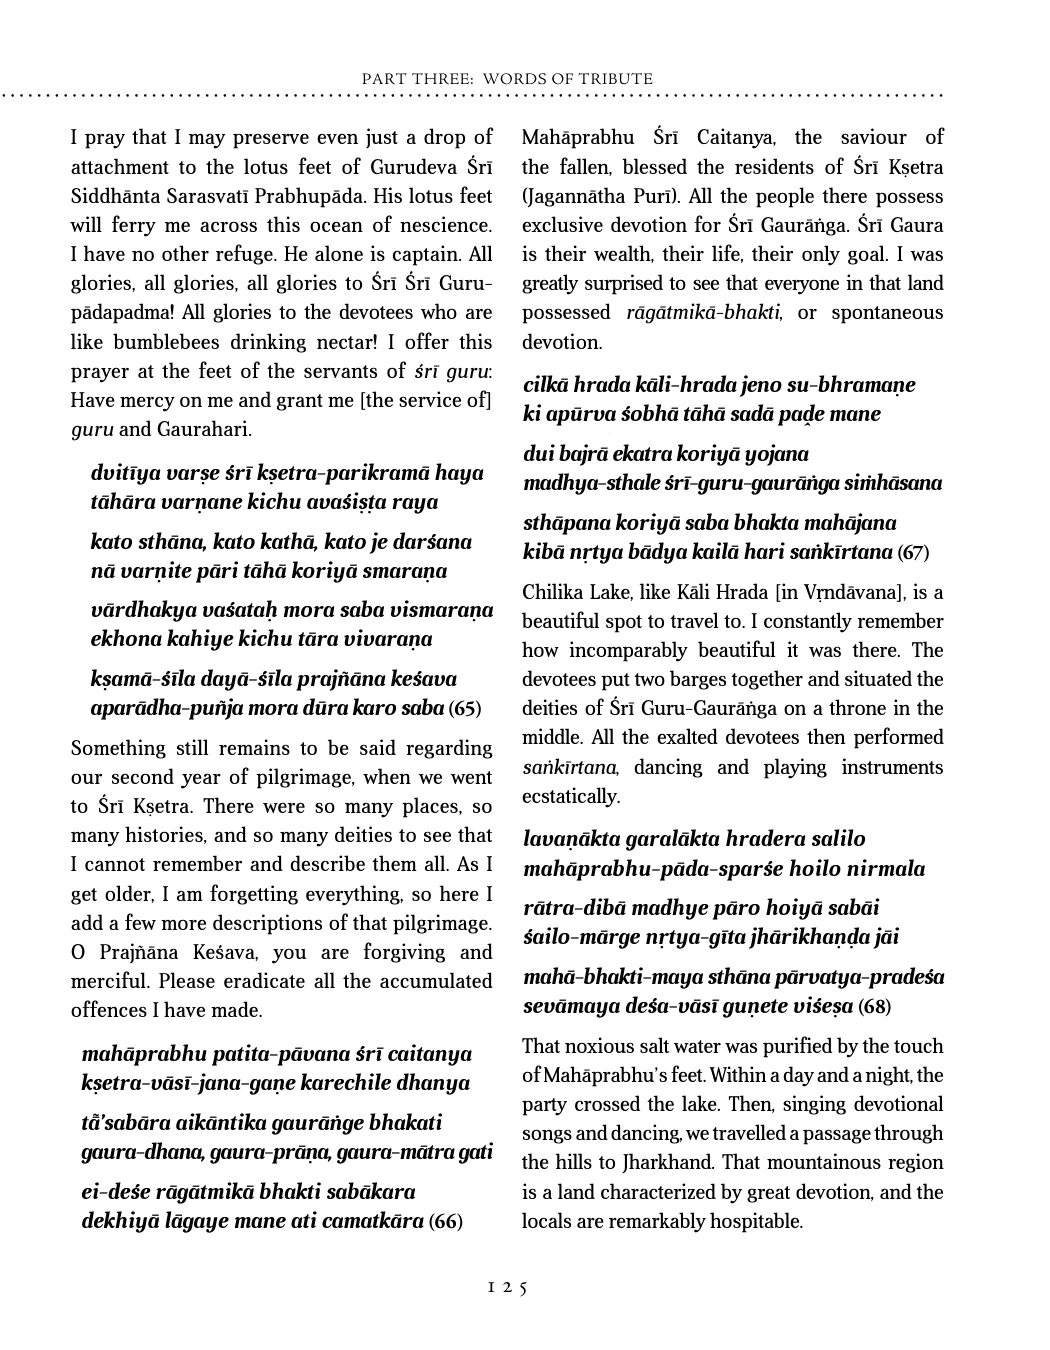 PART THREE: WORDS OF TRIBUTE
I pray that I may preserve even just a drop of
attachment to the lotus feet of Gurudeva Śrī
Siddhānta Sarasvatī Prabhupāda. His lotus feet
will ferry me across this ocean of nescience.
I have no other refuge. He alone is captain. All
glories, all glories, all glories to Śrī Śrī Guru-
pādapadma! All glories to the devotees who are
like bumblebees drinking nectar! I offer this
prayer at the feet of the servants of śrī guru:
Have mercy on me and grant me [the service of]
guru and Gaurahari.
dvitīya varṣe śrī kṣetra-parikramā haya
tāhāra varṇane kichu avaśiṣṭa raya
kato sthāna, kato kathā, kato je darśana
nā varṇite pāri tāhā koriyā smaraṇa
vārdhakya vaśataḥ mora saba vismaraṇa
ekhona kahiye kichu tāra vivaraṇa
kṣamā-śīla dayā-śīla prajñāna keśava
aparādha-puñja mora dūra karo saba (65)
Something still remains to be said regarding
our second year of pilgrimage, when we went
to Śrī Kṣetra. There were so many places, so
many histories, and so many deities to see that
I cannot remember and describe them all. As I
get older, I am forgetting everything, so here I
add a few more descriptions of that pilgrimage.
O Prajñāna Keśava, you are forgiving and
merciful. Please eradicate all the accumulated
offences I have made.
mahāprabhu patita-pāvana śrī caitanya
kṣetra-vāsī-jana-gaṇe karechile dhanya
tā̃'sabāra aikāntika gaurāṅge bhakati
gaura-dhana, gaura-prāṇa, gaura-mātra gati
ei-deśe rāgātmikā bhakti sabākara
dekhiyā lāgaye mane ati camatkāra (66)
Mahāprabhu Śrī Caitanya, the saviour of
the fallen, blessed the residents of Śrī Kṣetra
(Jagannātha Purī). All the people there possess
exclusive devotion for Śrī Gaurāṅga. Śrī Gaura
is their wealth, their life, their only goal. I was
greatly surprised to see that everyone in that land
possessed rāgātmikā-bhakti, or spontaneous
devotion.
cilkā hrada kāli-hrada jeno su-bhramaṇe
ki apūrva śobhā tāhā sadā paḓe mane
dui bajrā ekatra koriyā yojana
madhya-sthale śrī-guru-gaurāṅga siṁhāsana
sthāpana koriyā saba bhakta mahājana
kibā nṛtya bādya kailā hari saṅkīrtana (67)
Chilika Lake, like Kāli Hrada [in Vṛndāvana], is a
beautiful spot to travel to. I constantly remember
how incomparably beautiful it was there. The
devotees put two barges together and situated the
deities of Śrī Guru-Gaurāṅga on a throne in the
middle. All the exalted devotees then performed
saṅkīrtana, dancing and playing instruments
ecstatically.
lavaṇākta garalākta hradera salilo
mahāprabhu-pāda-sparśe hoilo nirmala
rātra-dibā madhye pāro hoiyā sabāi
śailo-mārge nṛtya-gīta jhārikhaṇḍa jāi
mahā-bhakti-maya sthāna pārvatya-pradeśa
sevāmaya deśa-vāsī guṇete viśeṣa (68)
That noxious salt water was purified by the touch
of Mahāprabhu's feet. Within a day and a night, the
party crossed the lake. Then, singing devotional
songs and dancing, we travelled a passage through
the hills to Jharkhand. That mountainous region
is a land characterized by great devotion, and the
locals are remarkably hospitable.
125